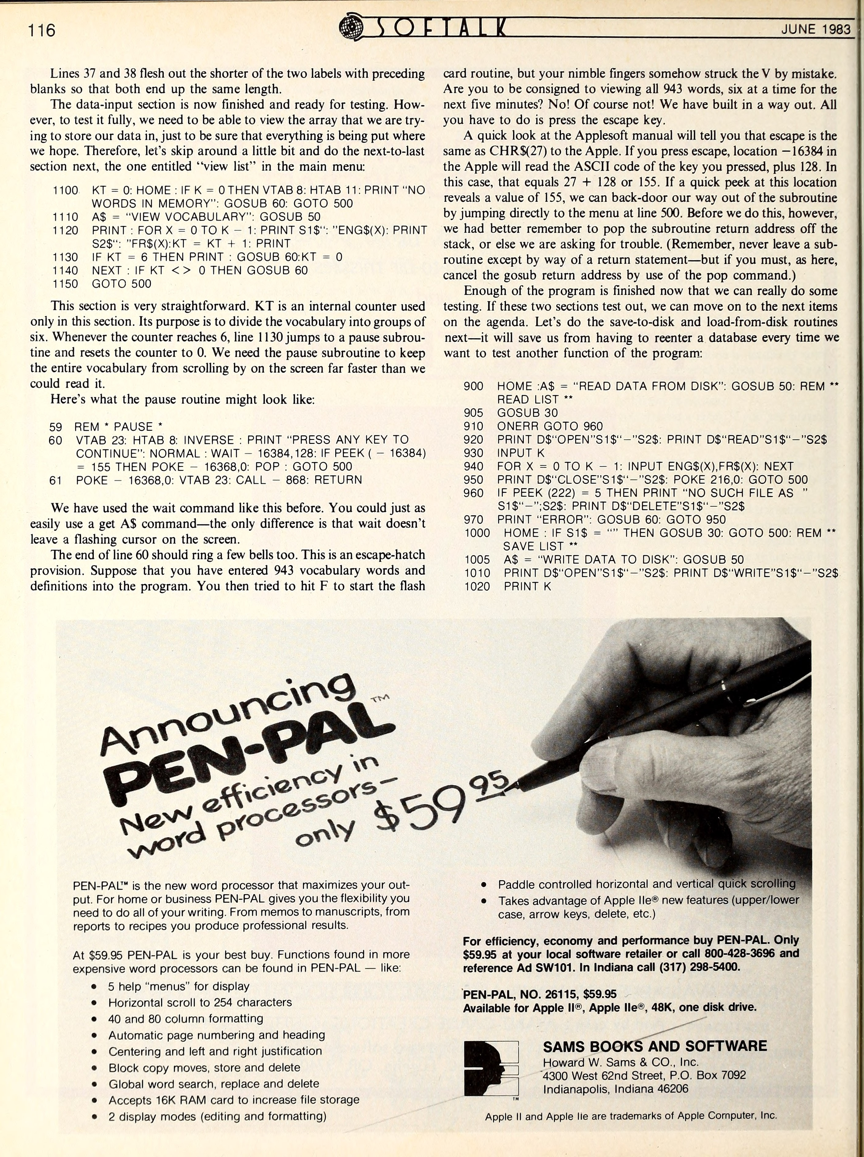 116
SOFTALK
JUNE 1983
Lines 37 and 38 flesh out the shorter of the two labels with preceding
blanks so that both end up the same length.
The data-input section is now finished and ready for testing. How-
ever, to test it fully, we need to be able to view the array that we are try-
ing to store our data in, just to be sure that everything is being put where
we hope. Therefore, let's skip around a little bit and do the next-to-last
section next, the one entitled "view list" in the main menu:
1100 KT = 0: HOME : IF K = 0 THEN VTAB 8: HTAB 11: PRINT "NO
WORDS IN MEMORY": GOSUB 60: GOTO 500
1110 A$ = "VIEW VOCABULARY": GOSUB 50
1120 PRINT : FOR X = 0 TO K - 1: PRINT S1$": "ENG$(X): PRINT
S2$": "FR$(X):KT = KT + 1: PRINT
1130 IF KT = 6 THEN PRINT : GOSUB 60:KT = 0
1140 NEXT : IF KT < > 0 THEN GOSUB 60
1150 GOTO 500
This section is very straightforward. KT is an internal counter used
only in this section. Its purpose is to divide the vocabulary into groups of
six. Whenever the counter reaches 6, line 1130 jumps to a pause subrou-
tine and resets the counter to 0. We need the pause subroutine to keep
the entire vocabulary from scrolling by on the screen far faster than we
could read it.
Here's what the pause routine might look like:
59 REM * PAUSE *
60 VTAB 23: HTAB 8: INVERSE : PRINT "PRESS ANY KEY TO
CONTINUE": NORMAL : WAIT - 16384,128: IF PEEK ( - 16384)
= 155 THEN POKE - 16368,0: POP : GOTO 500
61 POKE - 16368,0: VTAB 23: CALL - 868: RETURN
We have used the wait command like this before. You could just as
easily use a get A$ command—the only difference is that wait doesn't
leave a flashing cursor on the screen.
The end of line 60 should ring a few bells too. This is an escape-hatch
provision. Suppose that you have entered 943 vocabulary words and
definitions into the program. You then tried to hit F to start the flash
card routine, but your nimble fingers somehow struck the V by mistake.
Are you to be consigned to viewing all 943 words, six at a time for the
next five minutes? No! Of course not! We have built in a way out. All
you have to do is press the escape key.
A quick look at the Applesoft manual will tell you that escape is the
same as CHR$(27) to the Apple. If you press escape, location −16384 in
the Apple will read the ASCII code of the key you pressed, plus 128. In
this case, that equals 27 + 128 or 155. If a quick peek at this location
reveals a value of 155, we can back-door our way out of the subroutine
by jumping directly to the menu at line 500. Before we do this, however,
we had better remember to pop the subroutine return address off the
stack, or else we are asking for trouble. (Remember, never leave a sub-
routine except by way of a return statement—but if you must, as here,
cancel the gosub return address by use of the pop command.)
Enough of the program is finished now that we can really do some
testing. If these two sections test out, we can move on to the next items
on the agenda. Let's do the save-to-disk and load-from-disk routines
next—it will save us from having to reenter a database every time we
want to test another function of the program:
900 HOME :A$ = "READ DATA FROM DISK": GOSUB 50: REM **
READ LIST **
905 GOSUB 30
910 ONERR GOTO 960
920 PRINT D$"OPEN"S1$"-"S2$: PRINT D$"READ"S1$"-"S2$
930 INPUT K
940 FOR X = 0 TO K - 1: INPUT ENG$(X),FR$(X): NEXT
950 PRINT D$"CLOSE"S1$"-"S2$: POKE 216,0: GOTO 500
960 IF PEEK (222) = 5 THEN PRINT "NO SUCH FILE AS "
S1$"-";S2$: PRINT D$"DELETE"S1$"-"S2$
970 PRINT "ERROR": GOSUB 60: GOTO 950
1000 HOME : IF S1$ = "" THEN GOSUB 30: GOTO 500: REM **
SAVE LIST **
1005 A$ = "WRITE DATA TO DISK": GOSUB 50
1010 PRINT D$"OPEN"S1$"-"S2$: PRINT D$"WRITE"S1$"-"S2$
1020 PRINT K
Announcing
PEN-PAL™
New efficiency in
word processors—
only $59.95
PEN-PAL™ is the new word processor that maximizes your out-
put. For home or business PEN-PAL gives you the flexibility you
need to do all of your writing. From memos to manuscripts, from
reports to recipes you produce professional results.
At $59.95 PEN-PAL is your best buy. Functions found in more
expensive word processors can be found in PEN-PAL — like:
• 5 help "menus" for display
• Horizontal scroll to 254 characters
• 40 and 80 column formatting
• Automatic page numbering and heading
• Centering and left and right justification
• Block copy moves, store and delete
• Global word search, replace and delete
• Accepts 16K RAM card to increase file storage
• 2 display modes (editing and formatting)
• Paddle controlled horizontal and vertical quick scrolling
• Takes advantage of Apple IIe® new features (upper/lower
case, arrow keys, delete, etc.)
For efficiency, economy and performance buy PEN-PAL. Only
$59.95 at your local software retailer or call 800-428-3696 and
reference Ad SW101. In Indiana call (317) 298-5400.
PEN-PAL, NO. 26115, $59.95
Available for Apple II®, Apple IIe®, 48K, one disk drive.
SAMS BOOKS AND SOFTWARE
Howard W. Sams & CO., Inc.
4300 West 62nd Street, P.O. Box 7092
Indianapolis, Indiana 46206
TM
Apple II and Apple IIe are trademarks of Apple Computer, Inc.